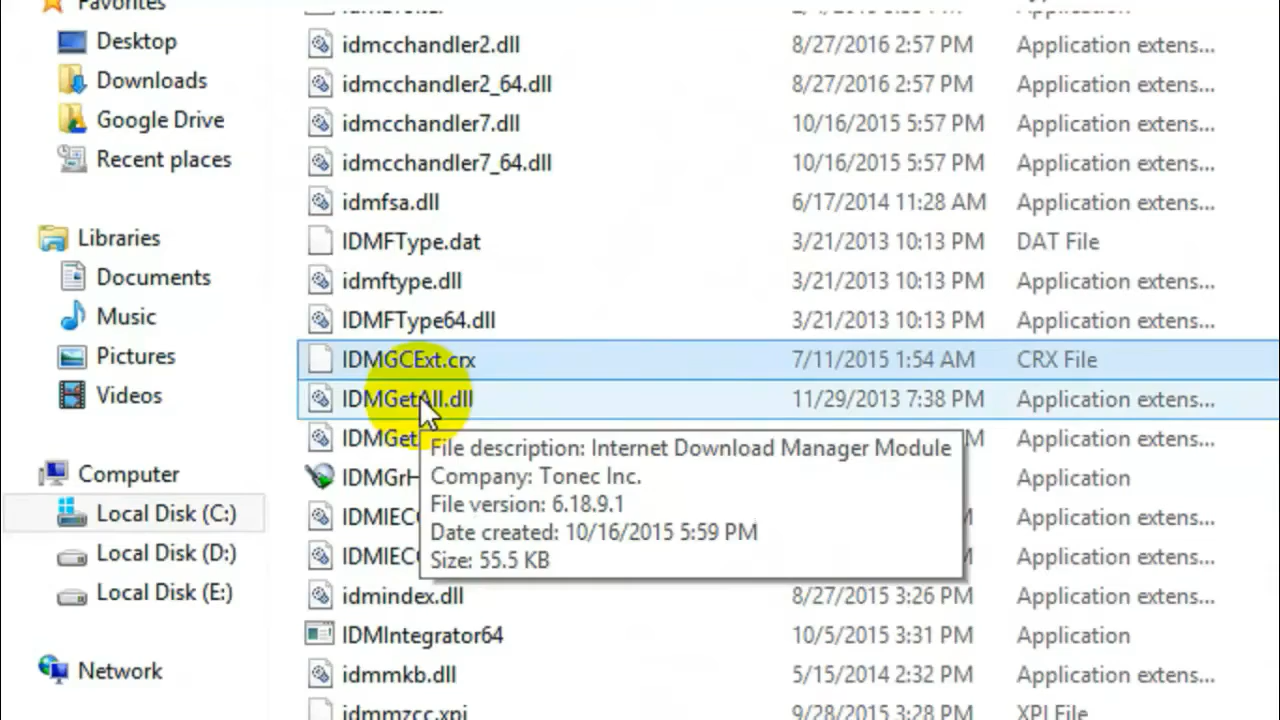 Favorites
Desktop
Downloads
Google Drive
Recent places
Libraries
Documents
Music
Pictures
Videos
Computer
Local Disk (C:)
Local Disk (D:)
Local Disk (E:)
Network
idmcchandler2.dll 8/27/2016 2:57 PM Application extens...
idmcchandler2_64.dll 8/27/2016 2:57 PM Application extens...
idmcchandler7.dll 10/16/2015 5:57 PM Application extens...
idmcchandler7_64.dll 10/16/2015 5:57 PM Application extens...
idmfsa.dll 6/17/2014 11:28 AM Application extens...
IDMFType.dat 3/21/2013 10:13 PM DAT File
idmftype.dll 3/21/2013 10:13 PM Application extens...
IDMFType64.dll 3/21/2013 10:13 PM Application extens...
IDMGCExt.crx 7/11/2015 1:54 AM CRX File
IDMGetAll.dll 11/29/2013 7:38 PM Application extens...
IDMGet M Application extens...
IDMGrH Application
IDMIEC M Application extens...
IDMIEC M Application extens...
File description: Internet Download Manager Module
Company: Tonec Inc.
File version: 6.18.9.1
Date created: 10/16/2015 5:59 PM
Size: 55.5 KB
idmindex.dll 8/27/2015 3:26 PM Application extens...
IDMIntegrator64 10/5/2015 3:31 PM Application
idmmkb.dll 5/15/2014 2:32 PM Application extens...
idmmzcc.xpi 9/28/2015 3:15 PM XPI File